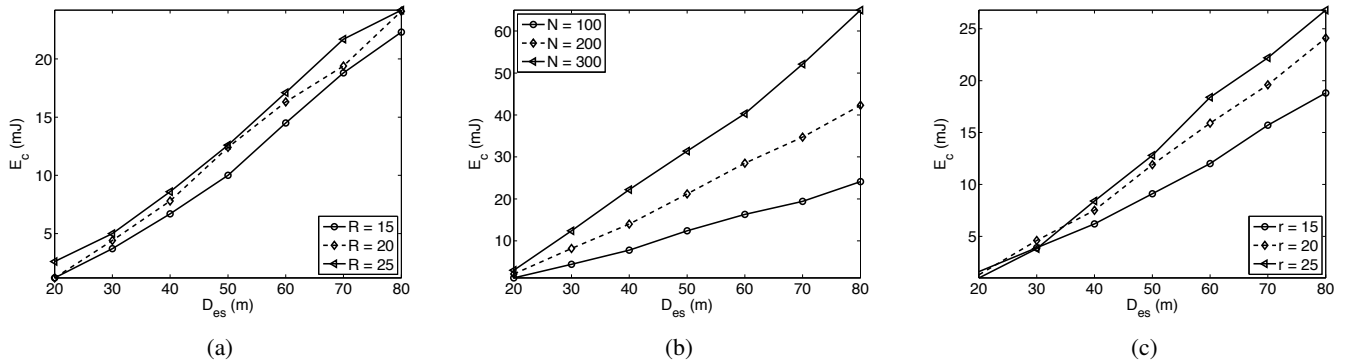 20
15
10
5
20 30 40 50 60 70 80
E_c (mJ)
D_es (m)
R = 15
R = 20
R = 25
(a)
60
50
40
30
20
10
20 30 40 50 60 70 80
E_c (mJ)
D_es (m)
N = 100
N = 200
N = 300
(b)
25
20
15
10
5
20 30 40 50 60 70 80
E_c (mJ)
D_es (m)
r = 15
r = 20
r = 25
(c)